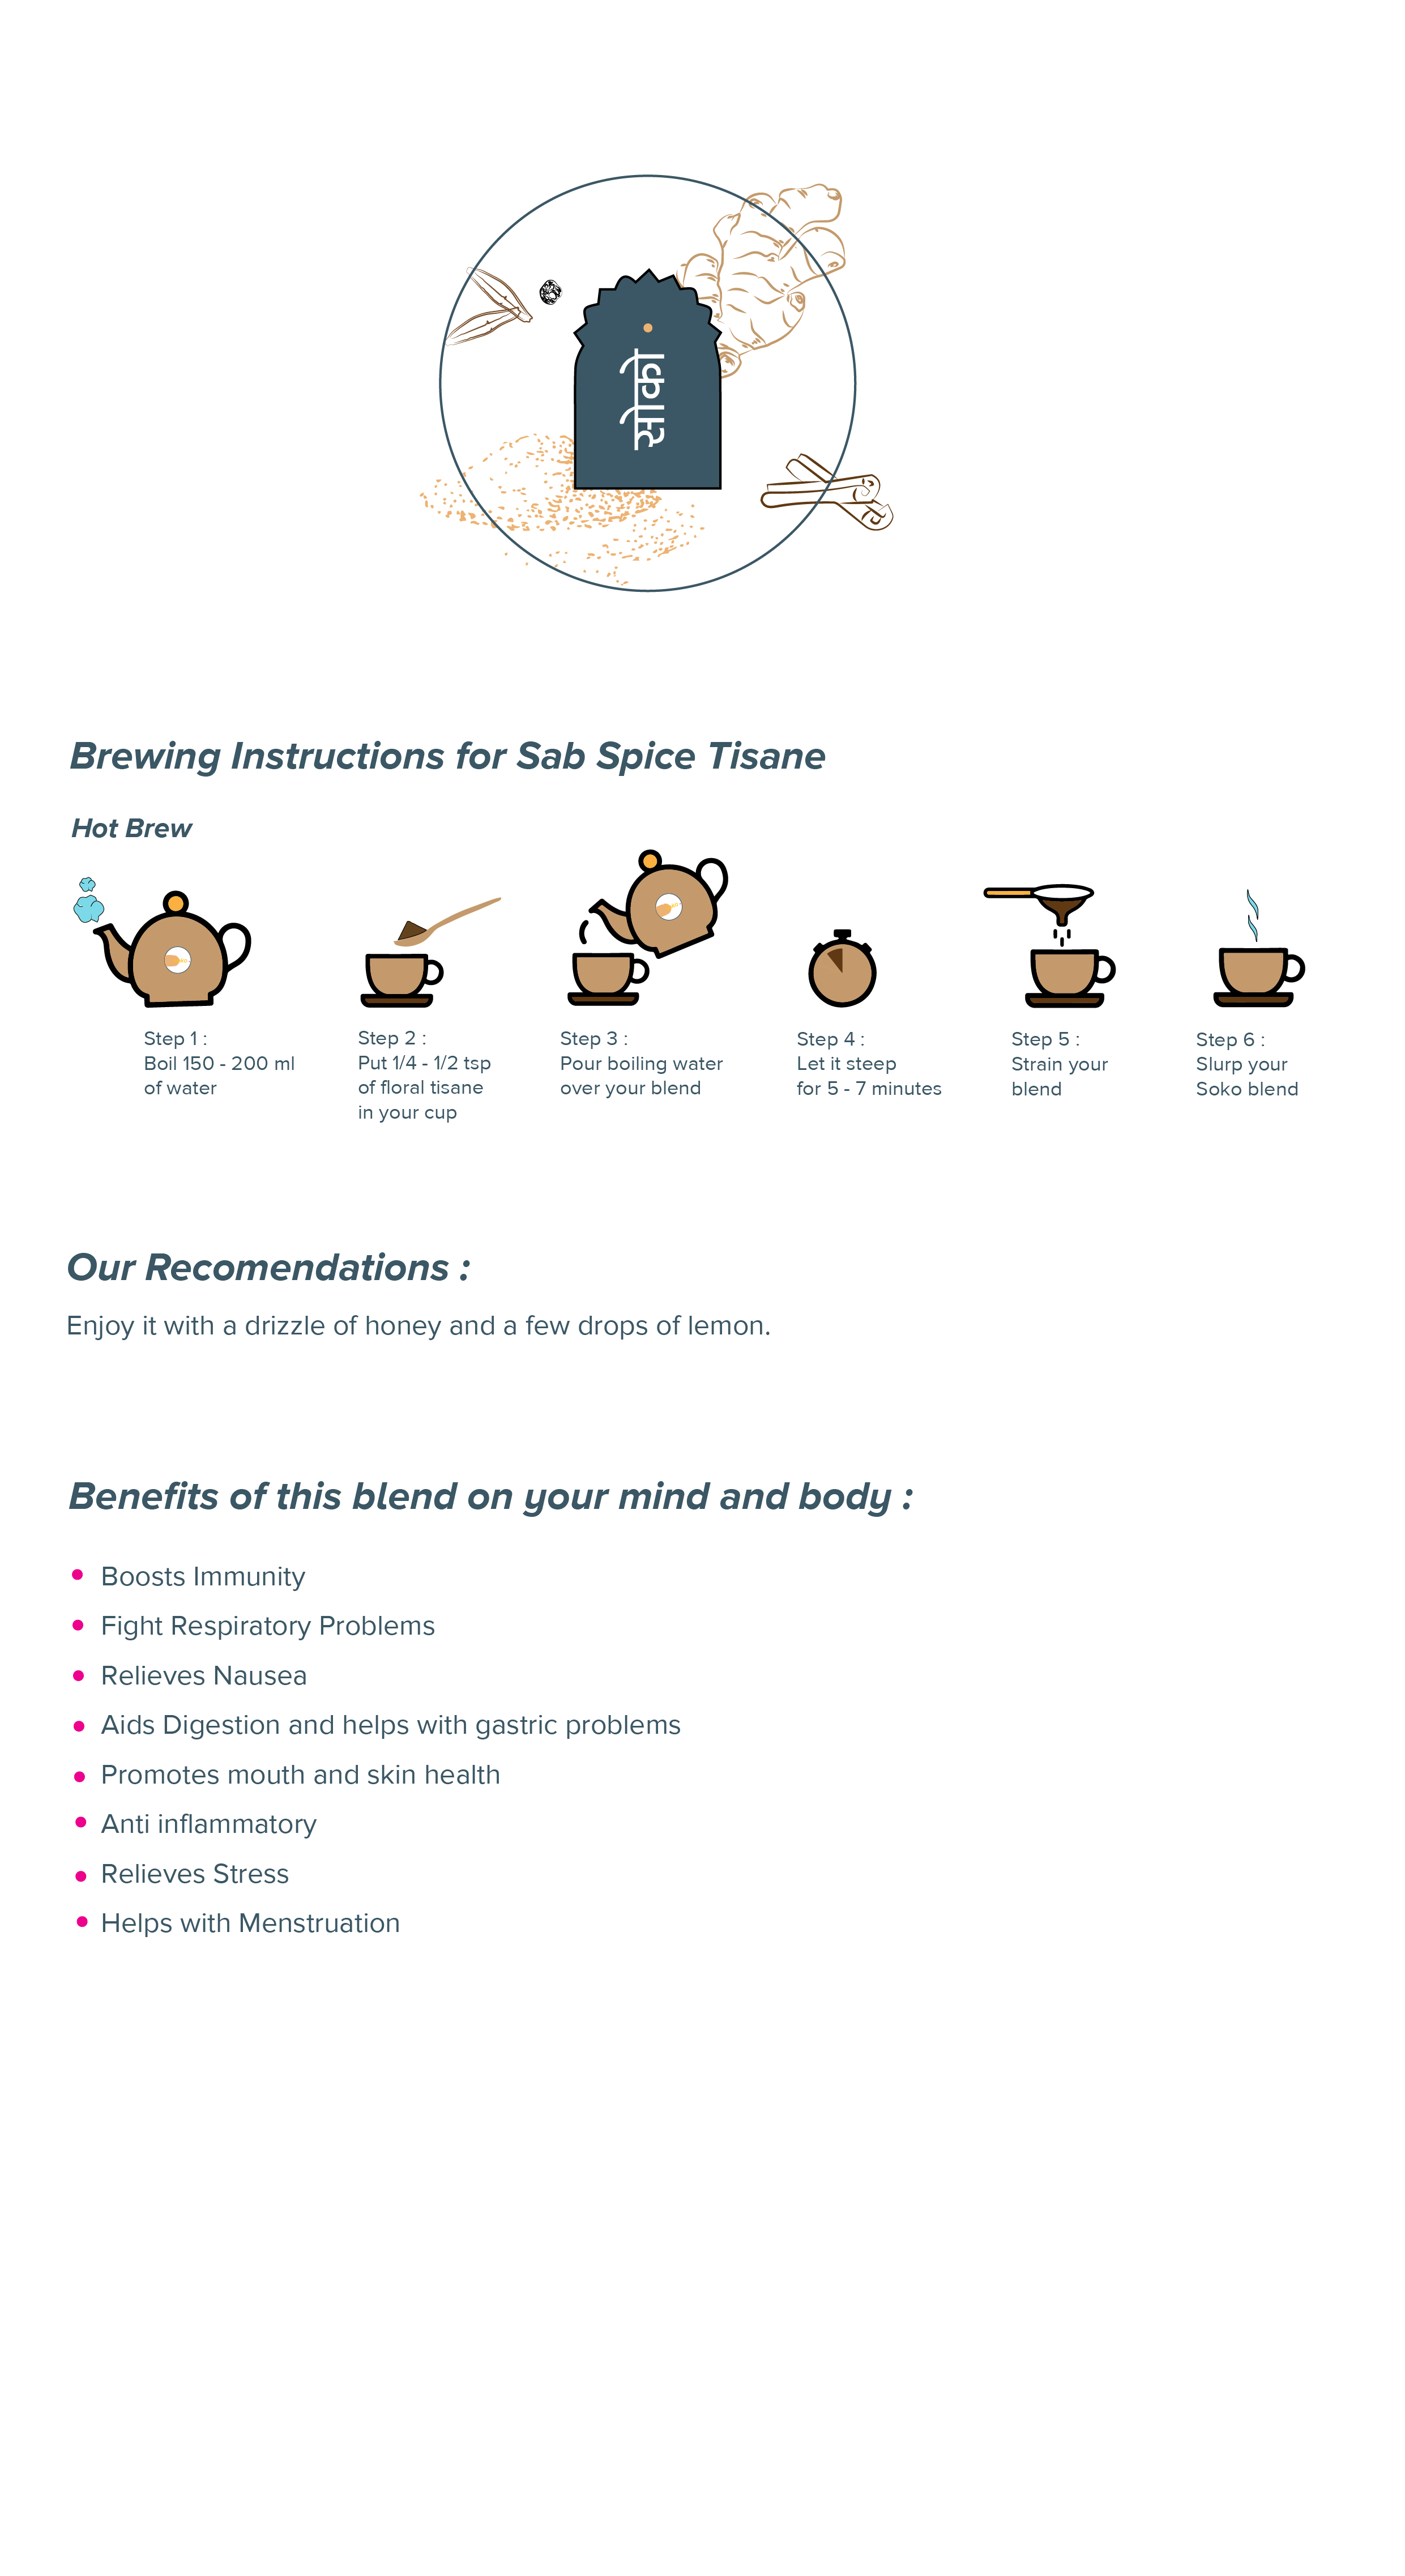 सोको
Brewing Instructions for Sab Spice Tisane
Hot Brew
Step 1 :
Boil 150 - 200 ml
of water
Step 2 :
Put 1/4 - 1/2 tsp
of floral tisane
in your cup
Step 3 :
Pour boiling water
over your blend
Step 4 :
Let it steep
for 5 - 7 minutes
Step 5 :
Strain your
blend
Step 6 :
Slurp your
Soko blend
Our Recomendations :
Enjoy it with a drizzle of honey and a few drops of lemon.
Benefits of this blend on your mind and body :
Boosts Immunity
Fight Respiratory Problems
Relieves Nausea
Aids Digestion and helps with gastric problems
Promotes mouth and skin health
Anti inflammatory
Relieves Stress
Helps with Menstruation